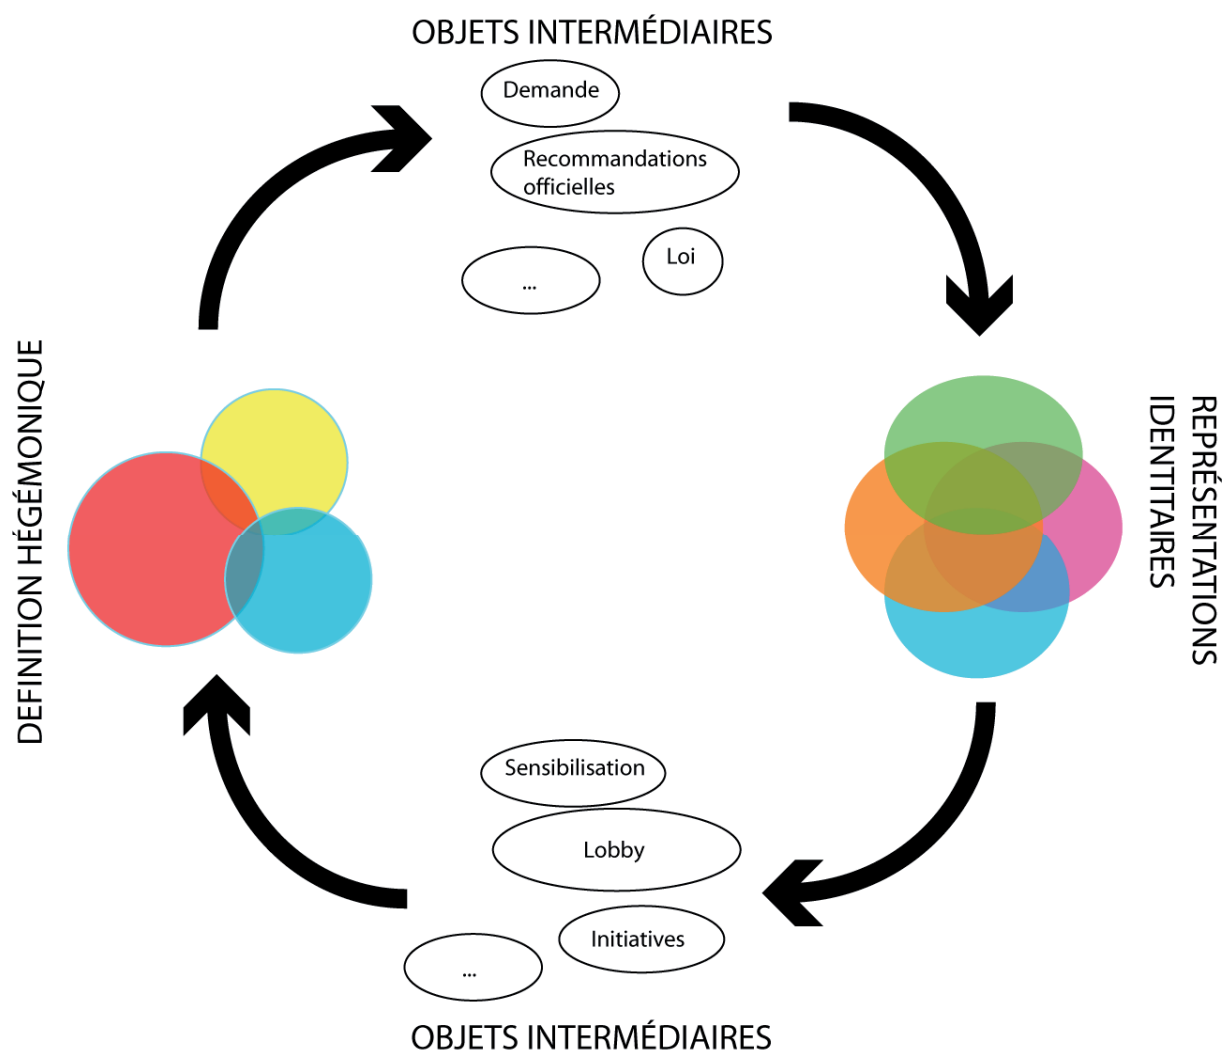 OBJETS INTERMÉDIAIRES
Demande
Recommandations
officielles
Loi
...
DEFINITION HÉGÉMONIQUE
REPRÉSENTATIONS
IDENTITAIRES
Sensibilisation
Lobby
Initiatives
...
OBJETS INTERMÉDIAIRES